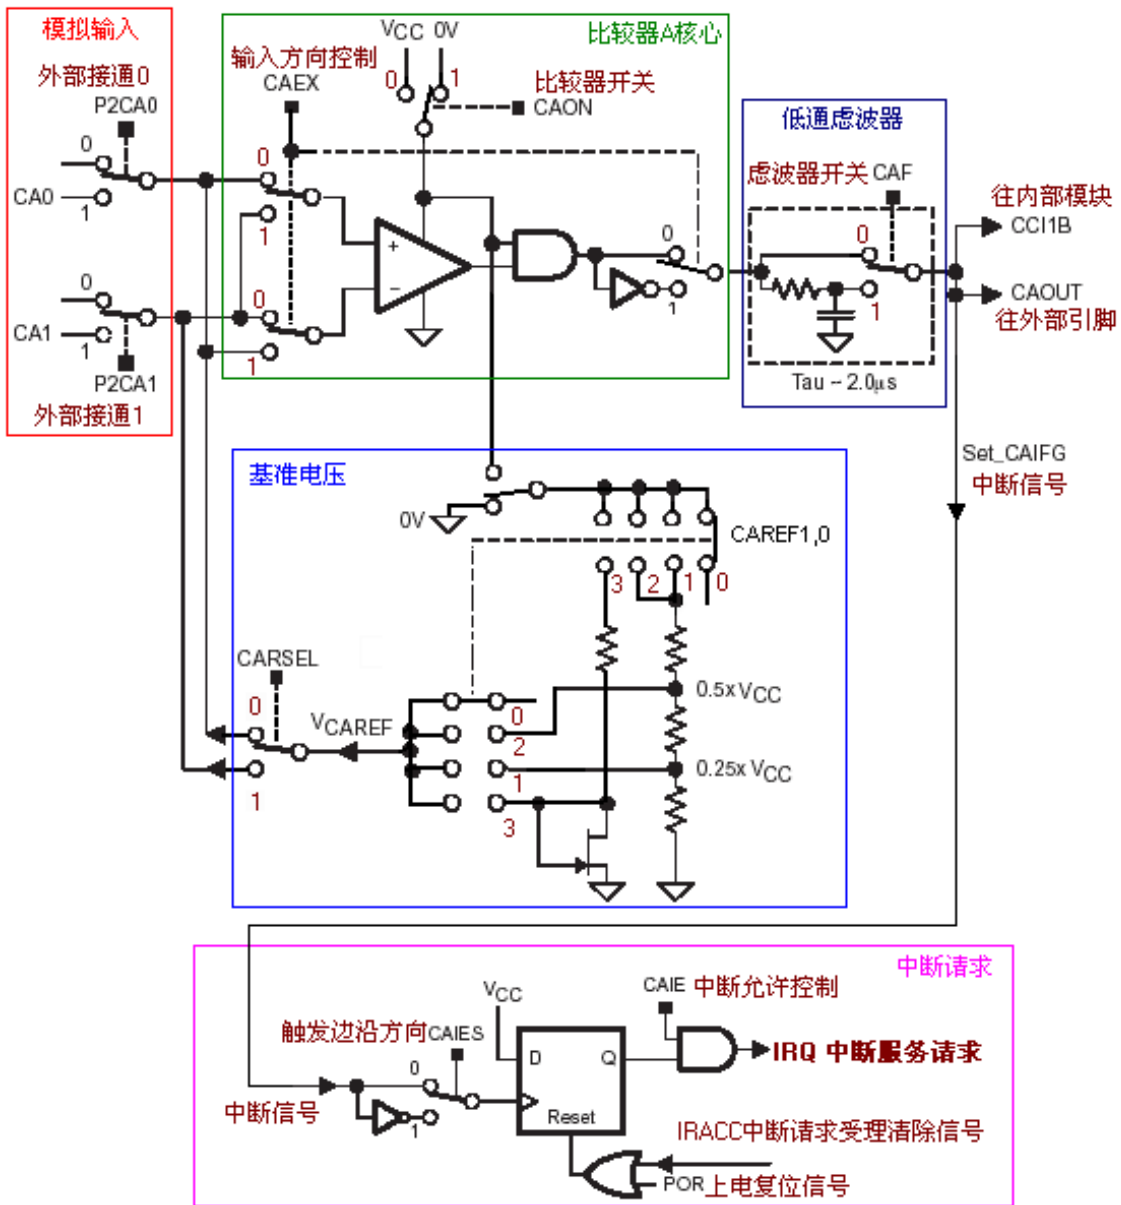 模拟输入
外部接通0
P2CA0
0
CA0
1
0
CA1
1
P2CA1
外部接通1
比较器A核心
VCC 0V
输入方向控制
CAEX
0
1
比较器开关
CAON
0
1
0
1
+
−
0
1
低通虑波器
虑波器开关 CAF
0
1
Tau ~ 2.0μs
往内部模块
CCI1B
CAOUT
往外部引脚
Set_CAIFG
中断信号
基准电压
0V
CAREF1,0
3
2
1
0
CARSEL
0
1
VCAREF
0
2
1
3
0.5x VCC
0.25x VCC
中断请求
VCC
CAIE 中断允许控制
触发边沿方向 CAIES
0
1
中断信号
D
Q
Reset
IRQ 中断服务请求
IRACC中断请求受理清除信号
POR上电复位信号